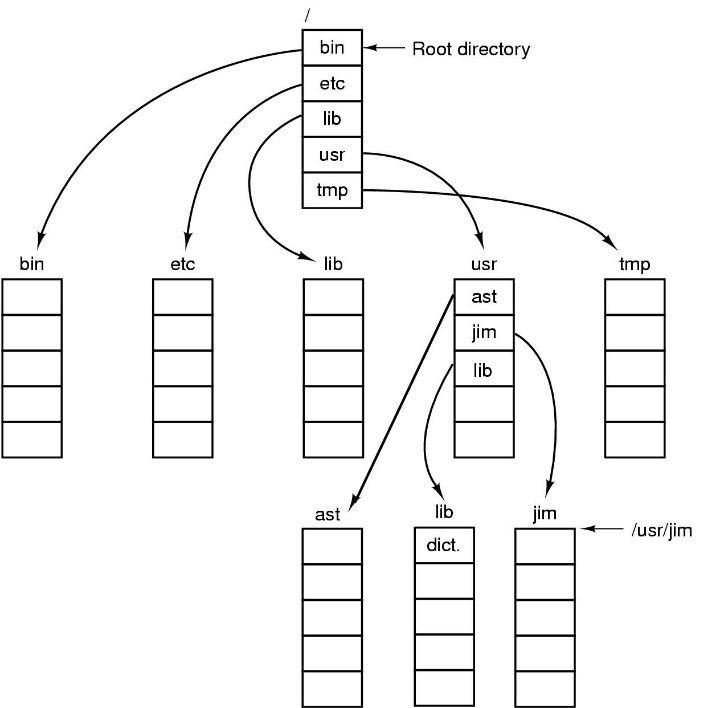 /
bin
Root directory
etc
lib
usr
tmp
bin
etc
lib
usr
tmp
ast
jim
lib
ast
lib
jim
/usr/jim
dict.